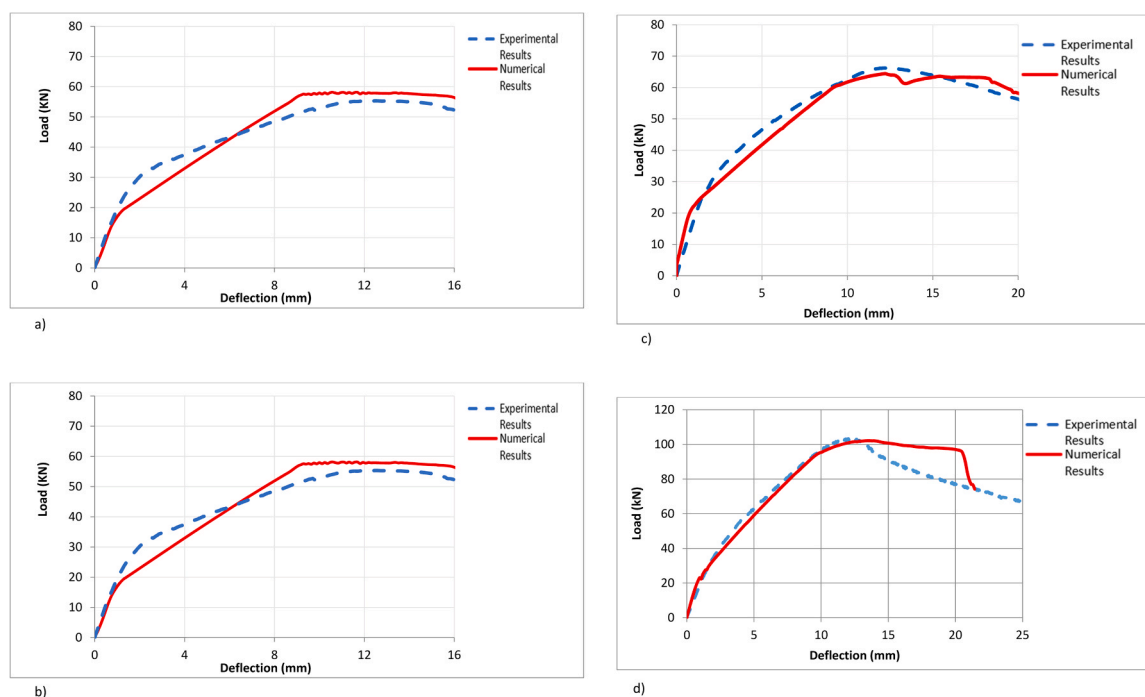 80
70
60
50
40
30
20
10
0
Load (KN)
0 4 8 12 16
Deflection (mm)
Experimental
Results
Numerical
Results
a)
80
70
60
50
40
30
20
10
0
Load (kN)
0 5 10 15 20
Deflection (mm)
Experimental
Results
Numerical
Results
c)
80
70
60
50
40
30
20
10
0
Load (KN)
0 4 8 12 16
Deflection (mm)
Experimental
Results
Numerical
Results
b)
120
100
80
60
40
20
0
Load (kN)
0 5 10 15 20 25
Deflection (mm)
Experimental
Results
Numerical
Results
d)